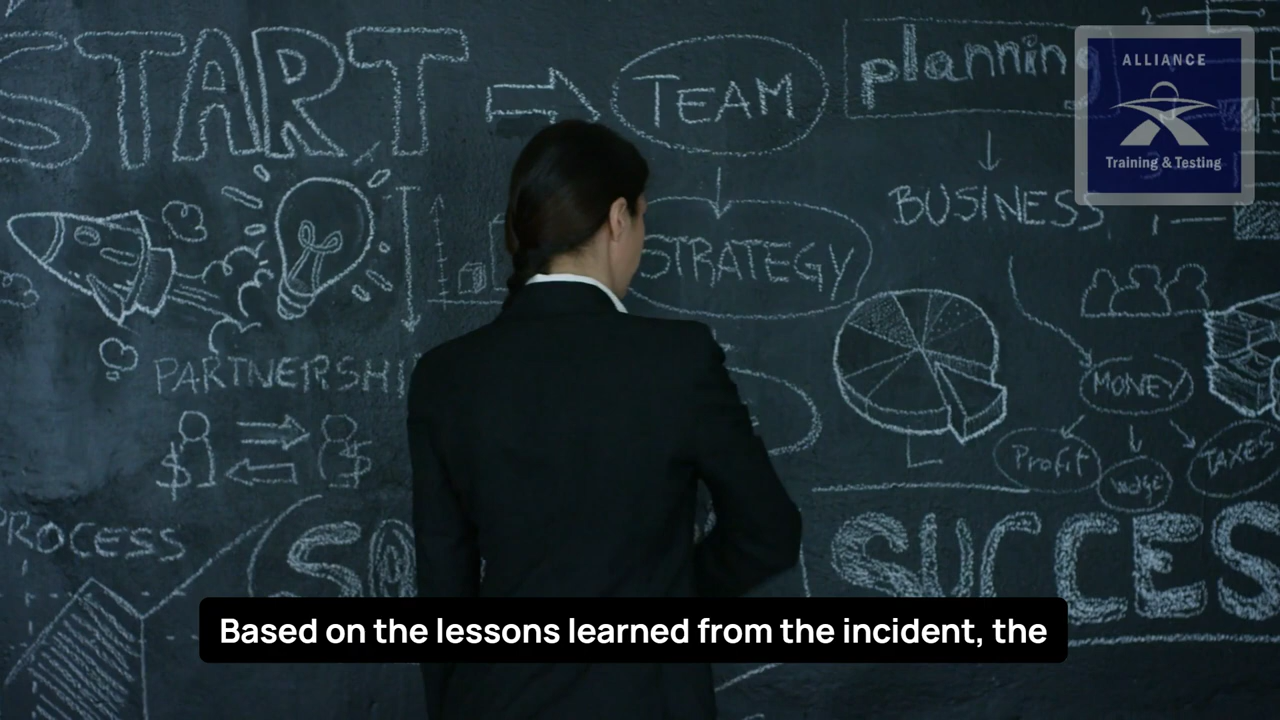 START
TEAM
planning
ALLIANCE
Training & Testing
BUSINESS
STRATEGY
PARTNERSHI
MONEY
Profit
wage
TAXES
PROCESS
SUCCES
Based on the lessons learned from the incident, the